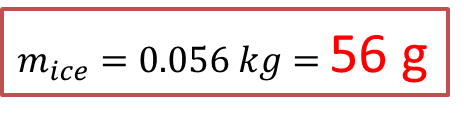 m_ice = 0.056 kg = 56 g